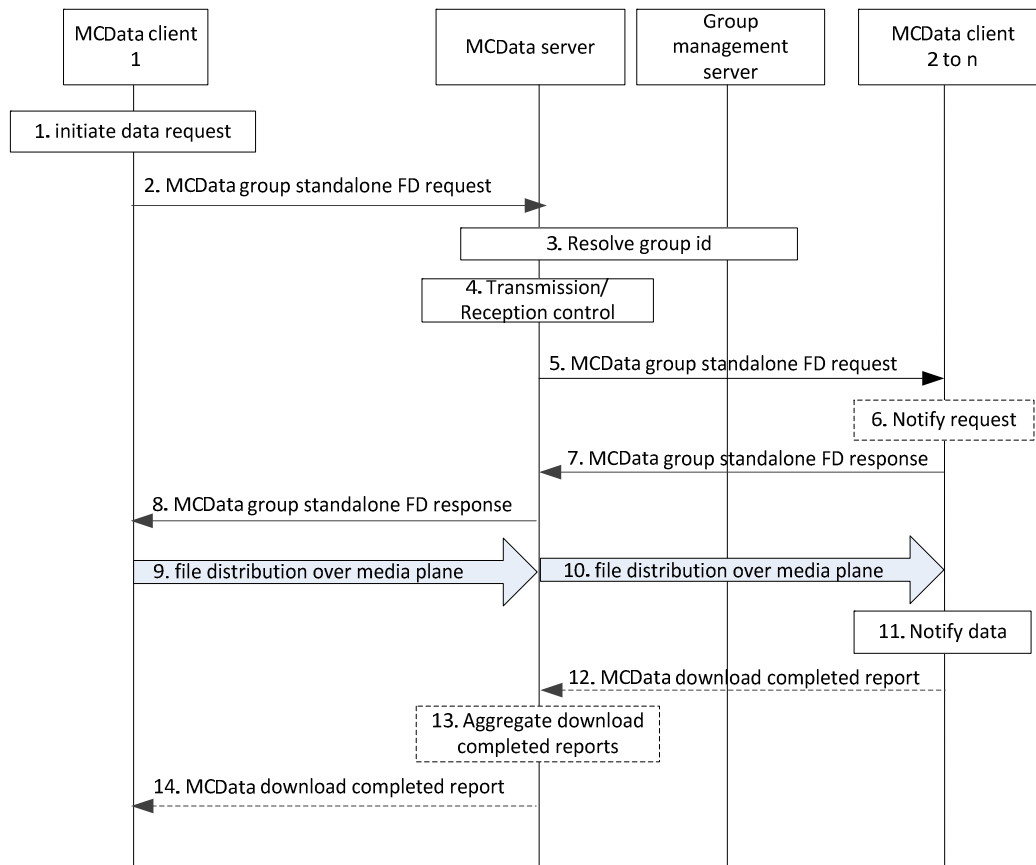 MCData client
1
MCData server
Group
management
server
MCData client
2 to n
1. initiate data request
2. MCData group standalone FD request
3. Resolve group id
4. Transmission/
Reception control
5. MCData group standalone FD request
6. Notify request
7. MCData group standalone FD response
8. MCData group standalone FD response
9. file distribution over media plane
10. file distribution over media plane
11. Notify data
12. MCData download completed report
13. Aggregate download
completed reports
14. MCData download completed report